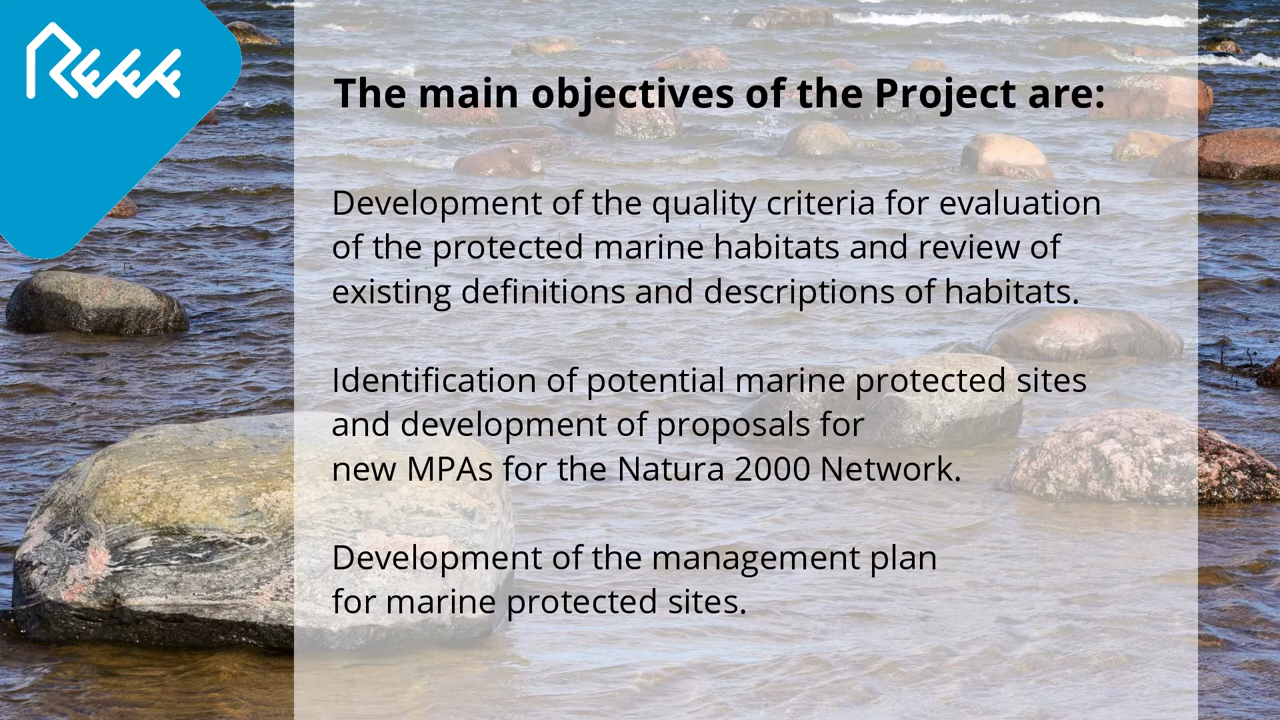 Reef
The main objectives of the Project are:
Development of the quality criteria for evaluation
of the protected marine habitats and review of
existing definitions and descriptions of habitats.
Identification of potential marine protected sites
and development of proposals for
new MPAs for the Natura 2000 Network.
Development of the management plan
for marine protected sites.